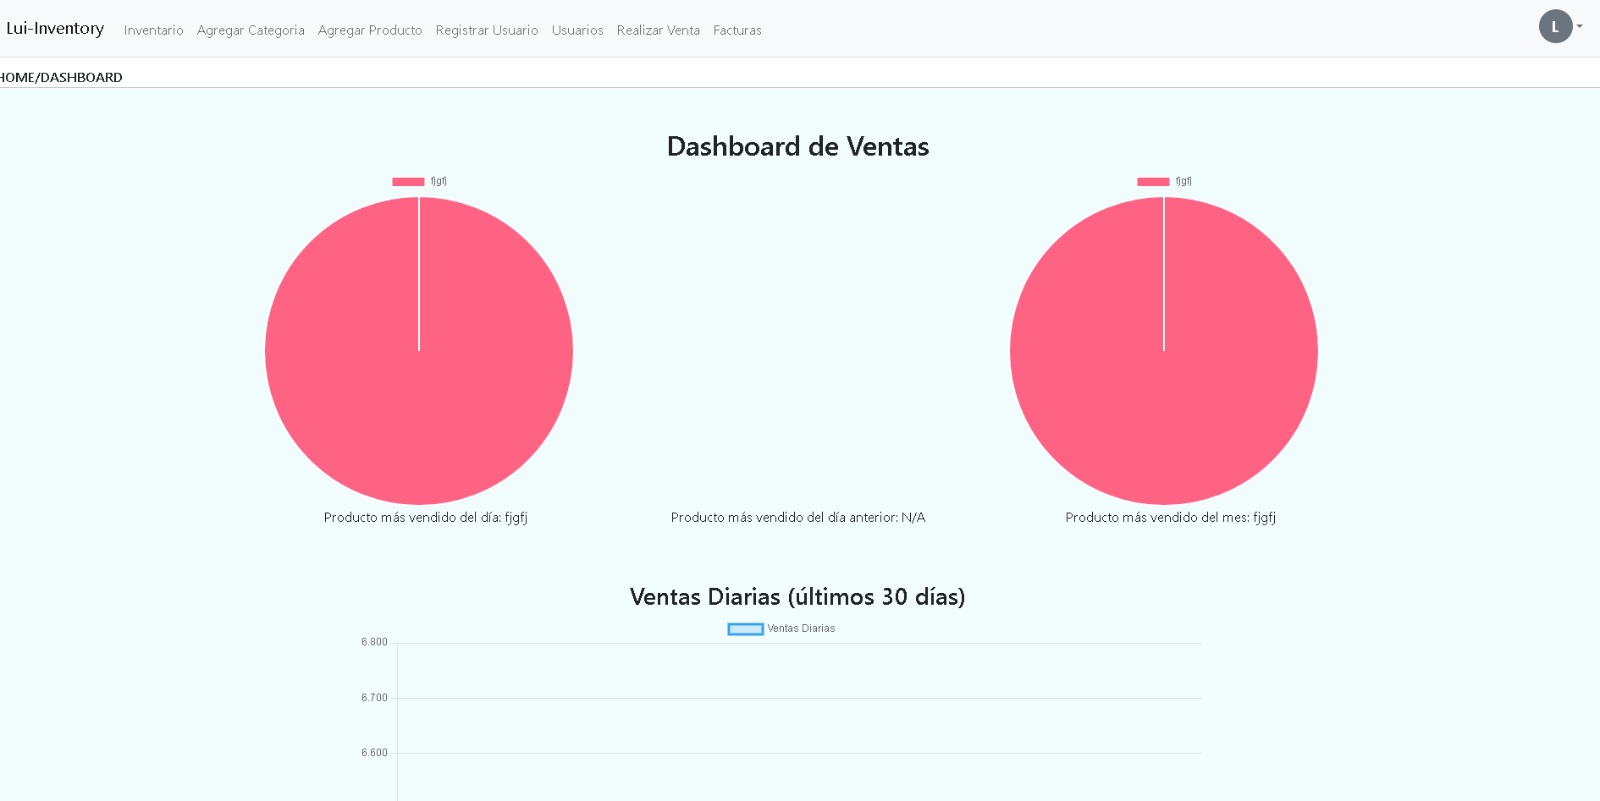 Lui-Inventory Inventario Agregar Categoria Agregar Producto Registrar Usuario Usuarios Realizar Venta Facturas L
HOME/DASHBOARD
Dashboard de Ventas
fjgfj fjgfj
Producto más vendido del día: fjgfj Producto más vendido del día anterior: N/A Producto más vendido del mes: fjgfj
Ventas Diarias (últimos 30 días)
Ventas Diarias
6.800
6.700
6.600